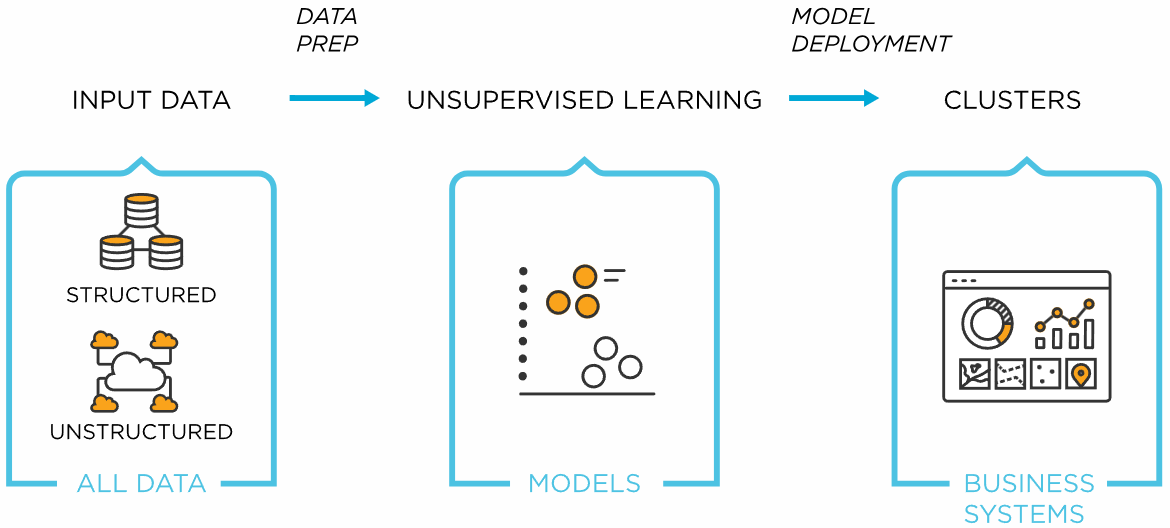 DATA
PREP
MODEL
DEPLOYMENT
INPUT DATA
UNSUPERVISED LEARNING
CLUSTERS
STRUCTURED
UNSTRUCTURED
ALL DATA
MODELS
BUSINESS
SYSTEMS